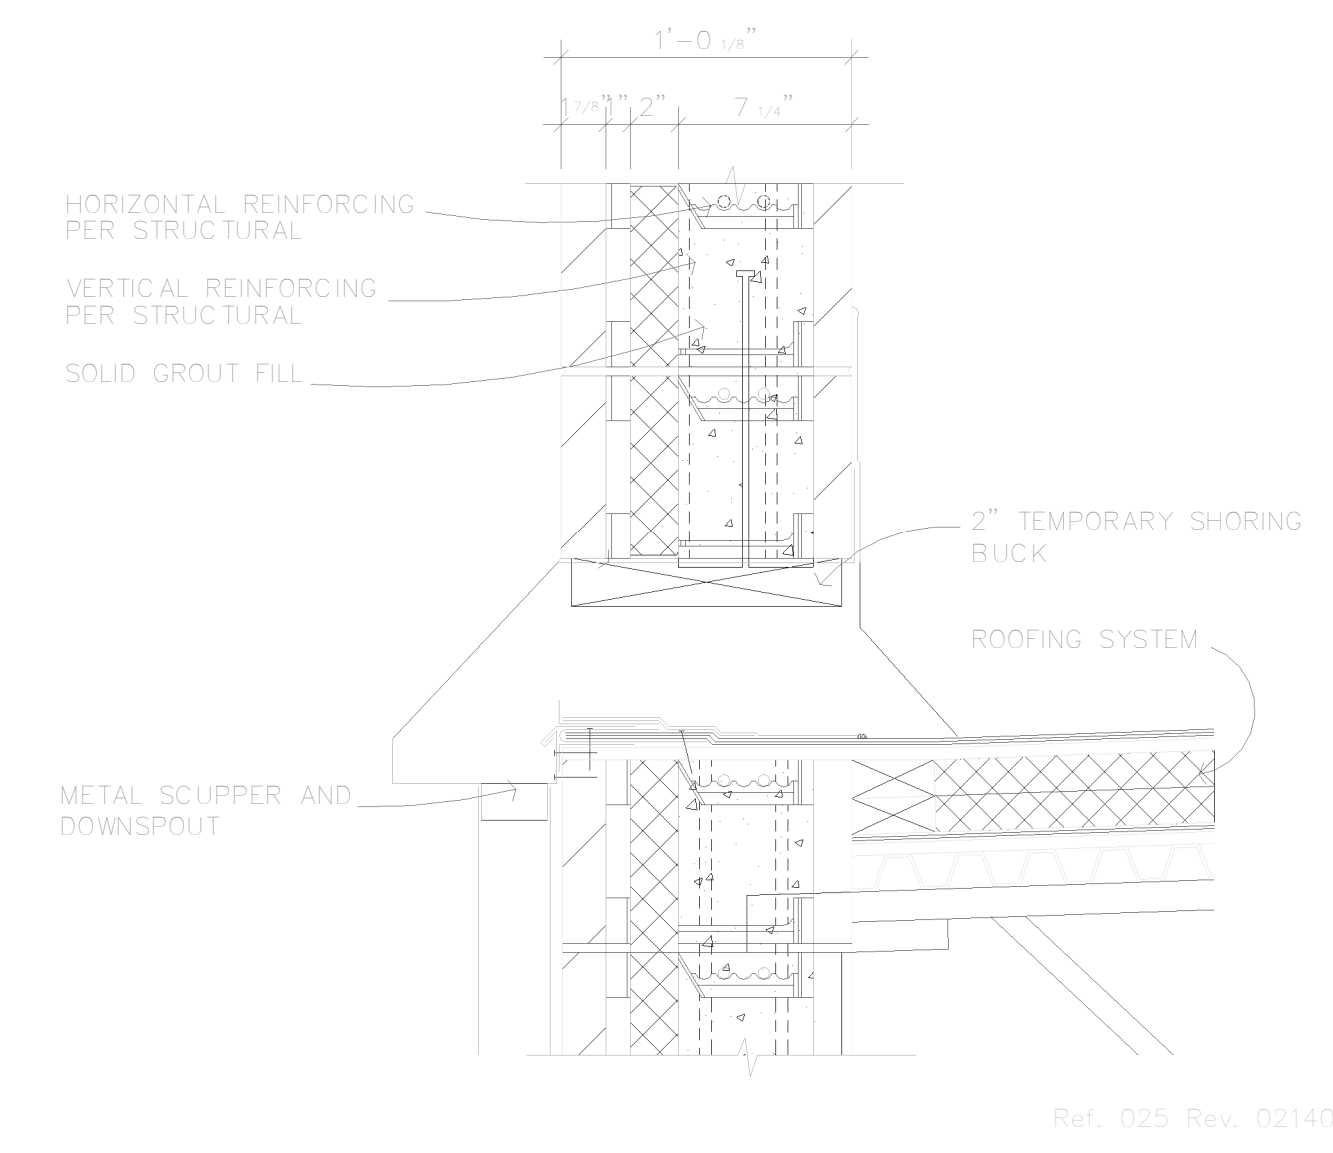 1'-0 1/8"
1 7/8" 1" 2" 7 1/4"
HORIZONTAL REINFORCING
PER STRUCTURAL
VERTICAL REINFORCING
PER STRUCTURAL
SOLID GROUT FILL
2" TEMPORARY SHORING
BUCK
ROOFING SYSTEM
METAL SCUPPER AND
DOWNSPOUT
Ref. 025 Rev. 02140